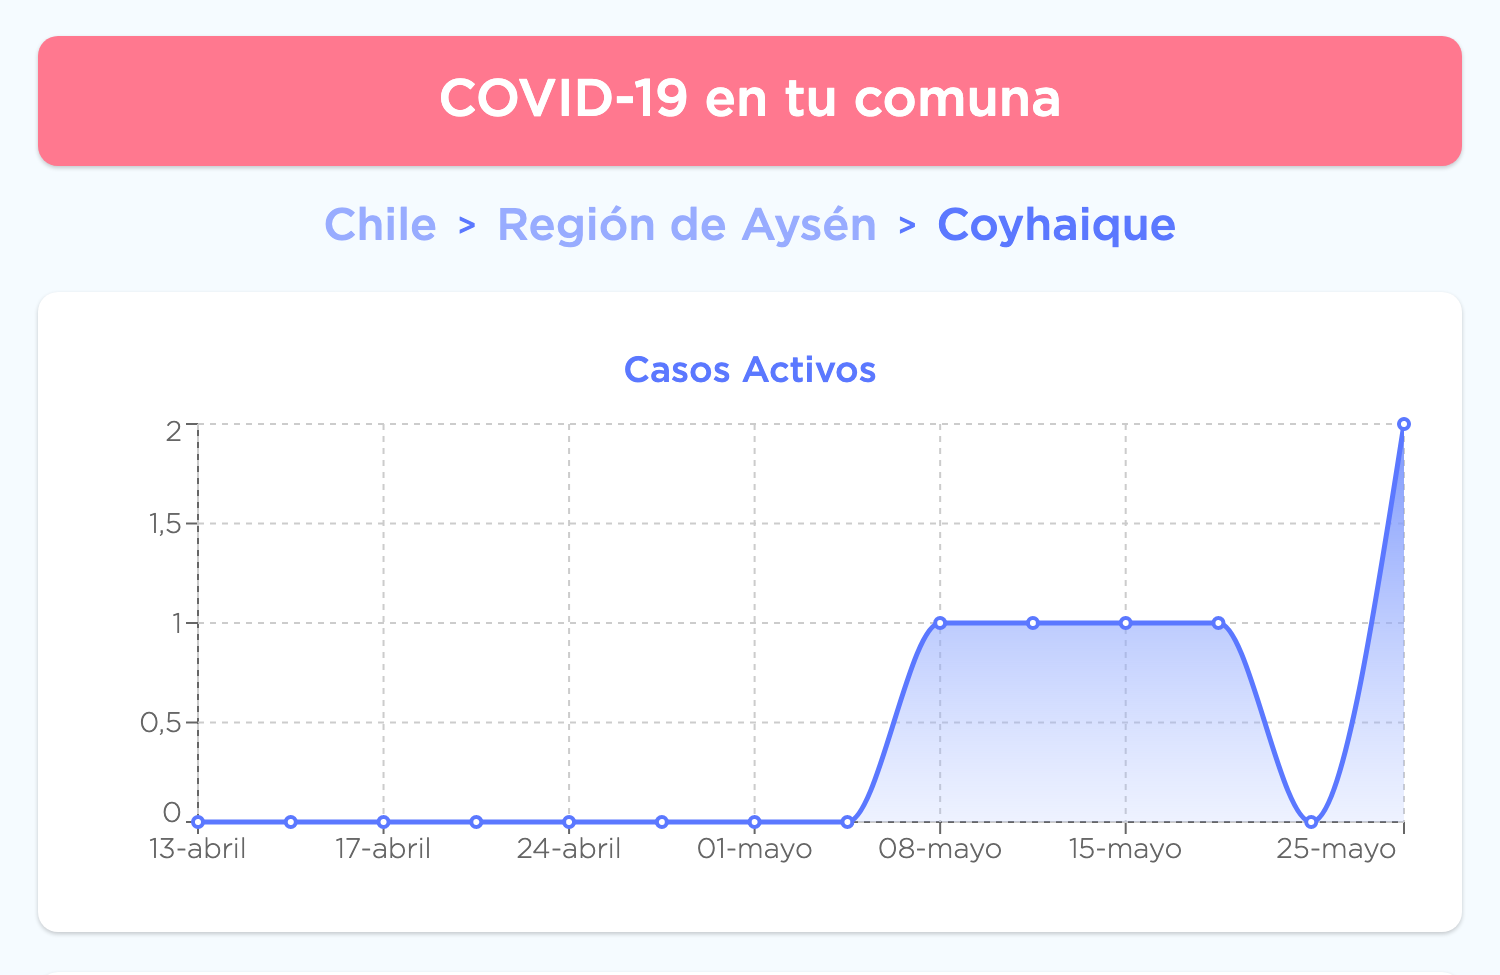 COVID-19 en tu comuna
Chile > Región de Aysén > Coyhaique
Casos Activos
2
1,5
1
0,5
0
13-abril 17-abril 24-abril 01-mayo 08-mayo 15-mayo 25-mayo